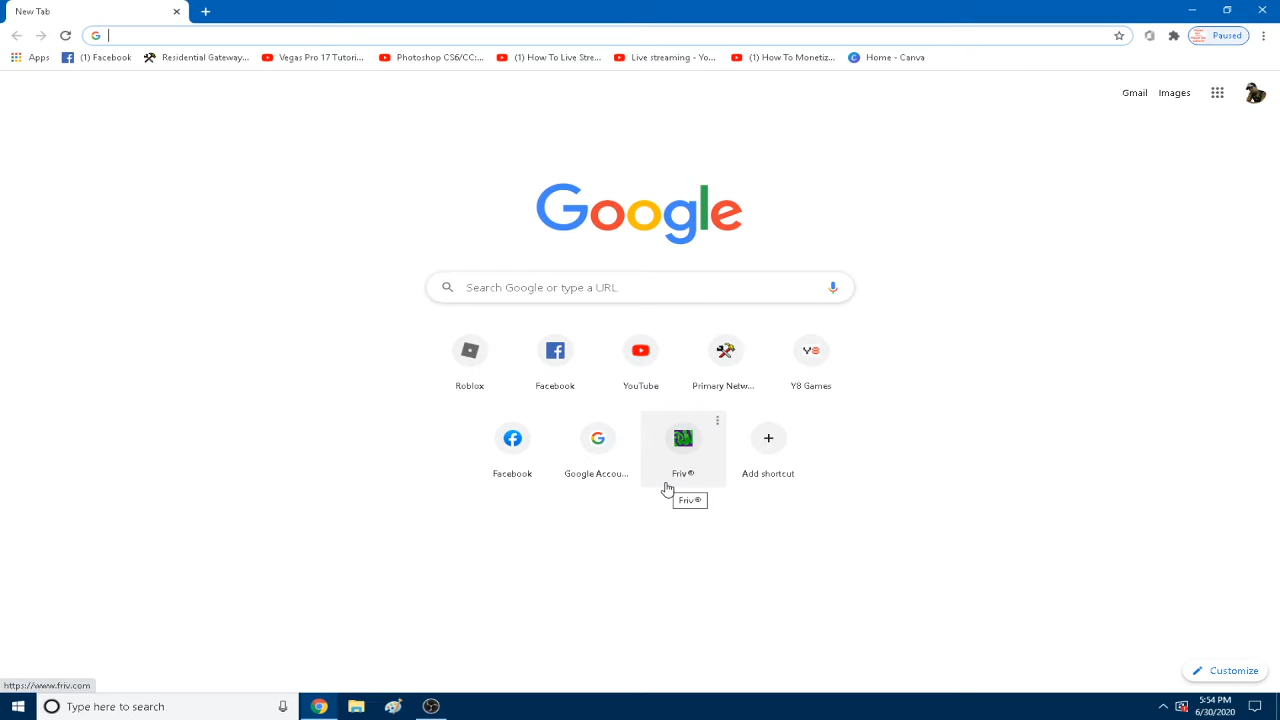 New Tab
Paused
Apps
(1) Facebook
Residential Gateway...
Vegas Pro 17 Tutori...
Photoshop CS6/CC:...
(1) How To Live Stre...
Live streaming - Yo...
(1) How To Monetiz...
Home - Canva
Gmail Images
Google
Search Google or type a URL
Roblox
Facebook
YouTube
Primary Netw...
Y8
Y8 Games
Facebook
Google Accou...
Friv ®
Add shortcut
Friv ®
Customize
https://www.friv.com
Type here to search
5:54 PM
6/30/2020